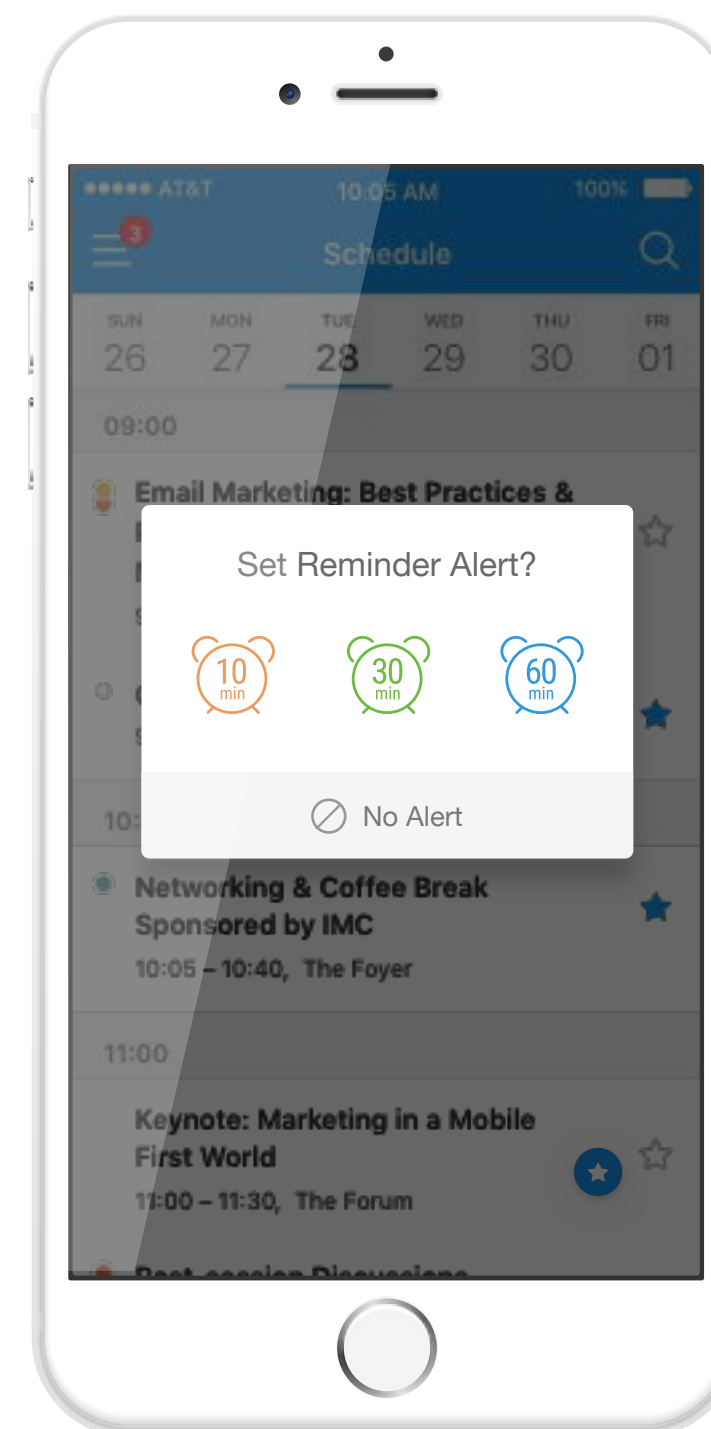 AT&T 10:05 AM 100%
3
Schedule
SUN MON TUE WED THU FRI
26 27 28 29 30 01
09:00
Email Marketing: Best Practices &
Set Reminder Alert?
10 30 60
min min min
No Alert
10:
Networking & Coffee Break
Sponsored by IMC
10:05 – 10:40, The Foyer
11:00
Keynote: Marketing in a Mobile
First World
11:00 – 11:30, The Forum